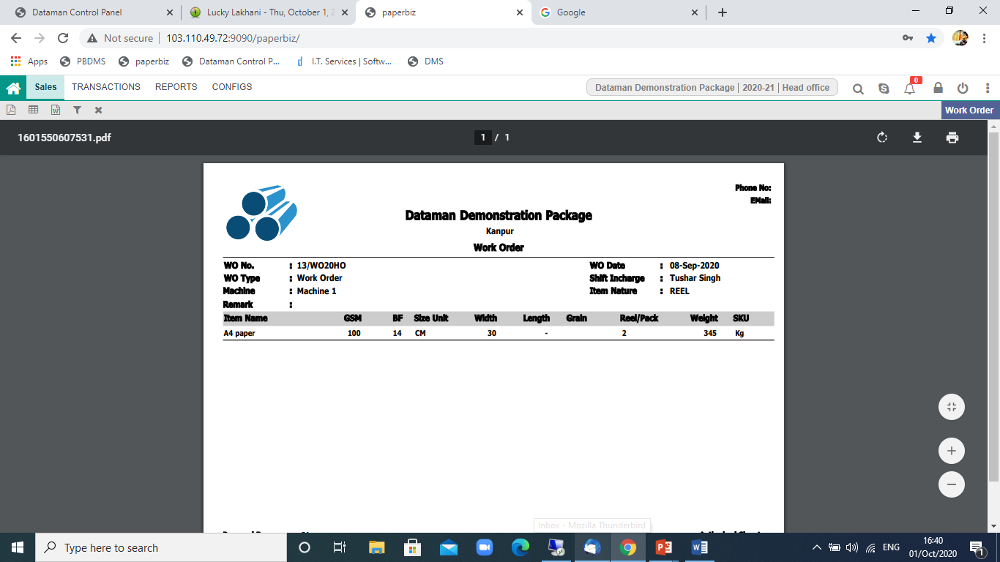 Data​man Control Panel
Lucky Lakhani - Thu, October 1, 2
paperbiz
Google
Not secure 103.110.49.72:9090/paperbiz/
Apps PBDMS paperbiz Dataman Control P... I.T. Services | Softw... DMS
Sales TRANSACTIONS REPORTS CONFIGS Dataman Demonstration Package | 2020-21 | Head office 0
Work Order
1601550607531.pdf 1 / 1
Phone No:
EMail:
Dataman Demonstration Package
Kanpur
Work Order
WO No. : 13/WO20HO WO Date : 08-Sep-2020
WO Type : Work Order Shift Incharge : Tushar Singh
Machine : Machine 1 Item Nature : REEL
Remark :
Item Name GSM BF Size Unit Width Length Grain Reel/Pack Weight SKU
A4 paper 100 14 CM 30 - 2 345 Kg
Inbox - Mozilla Thunderbird
Type here to search ENG 16:40
01/Oct/2020 1